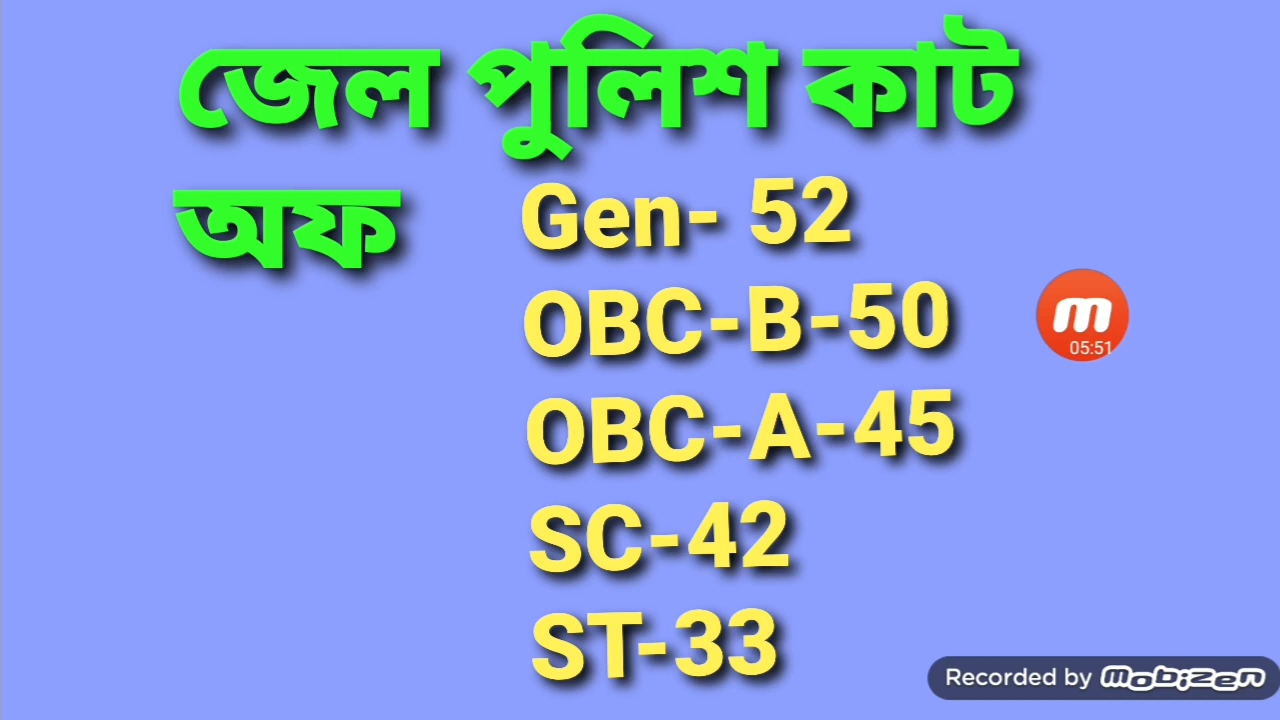 জেল পুলিশ কাট
অফ
Gen- 52
OBC-B-50
OBC-A-45
SC-42
ST-33
m
05:51
Recorded by Mobizen